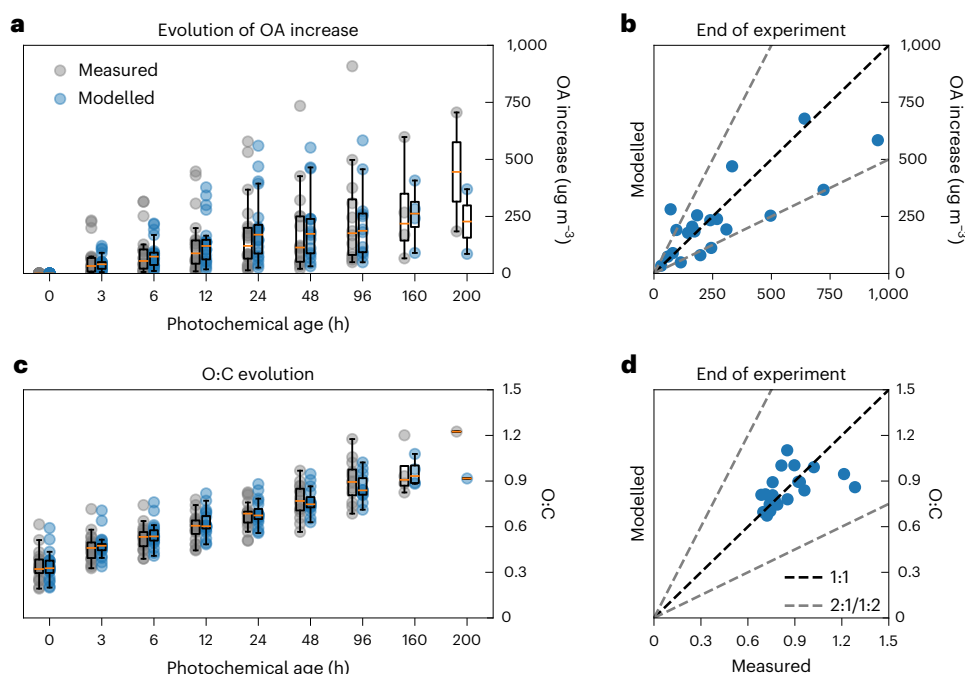 a
Evolution of OA increase
Measured
Modelled
1,000
750
500
250
0
OA increase (ug m−3)
0 3 6 12 24 48 96 160 200
Photochemical age (h)
b
End of experiment
Modelled
1,000
750
500
250
0
OA increase (ug m−3)
0 250 500 750 1,000
c
O:C evolution
1.5
1.2
0.9
0.6
0.3
0
O:C
0 3 6 12 24 48 96 160 200
Photochemical age (h)
d
End of experiment
Modelled
1.5
1.2
0.9
0.6
0.3
0
O:C
1:1
2:1/1:2
0 0.3 0.6 0.9 1.2 1.5
Measured